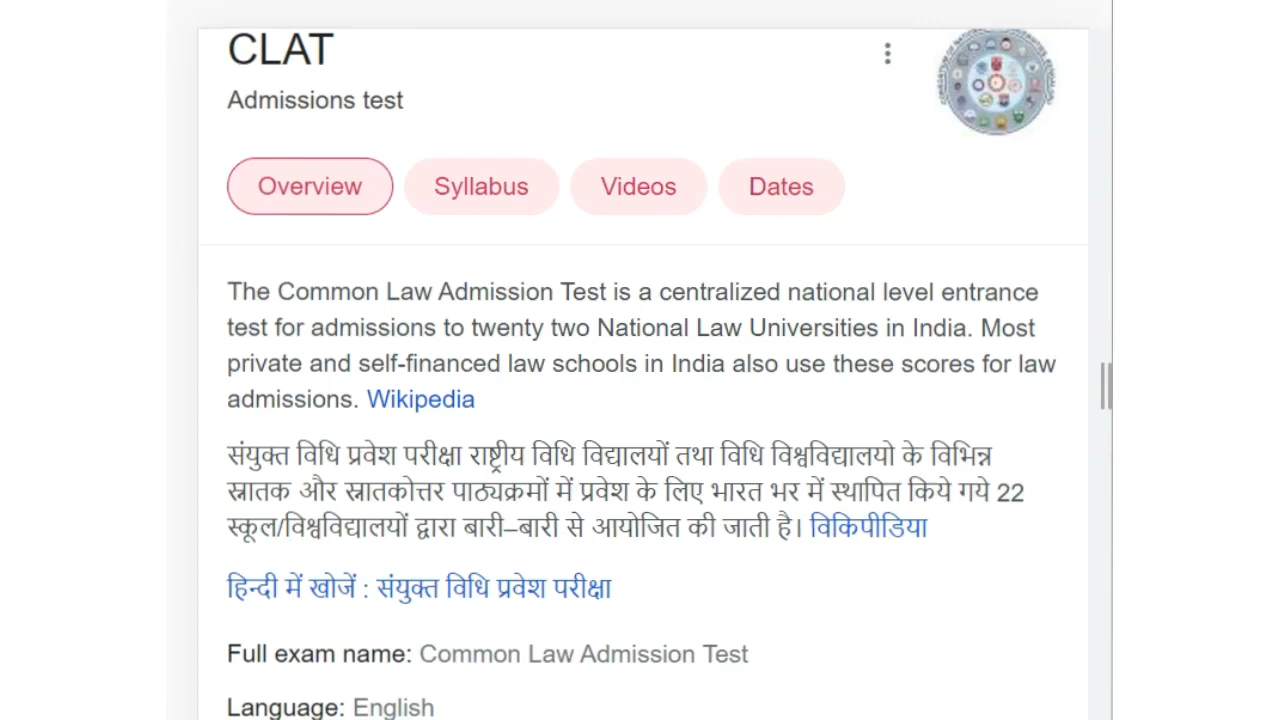 CLAT
Admissions test
Overview Syllabus Videos Dates
The Common Law Admission Test is a centralized national level entrance
test for admissions to twenty two National Law Universities in India. Most
private and self-financed law schools in India also use these scores for law
admissions. Wikipedia
संयुक्त विधि प्रवेश परीक्षा राष्ट्रीय विधि विद्यालयों तथा विधि विश्वविद्यालयो के विभिन्न
स्नातक और स्नातकोत्तर पाठ्यक्रमों में प्रवेश के लिए भारत भर में स्थापित किये गये 22
स्कूल/विश्वविद्यालयों द्वारा बारी–बारी से आयोजित की जाती है। विकिपीडिया
हिन्दी में खोजें : संयुक्त विधि प्रवेश परीक्षा
Full exam name: Common Law Admission Test
Language: English